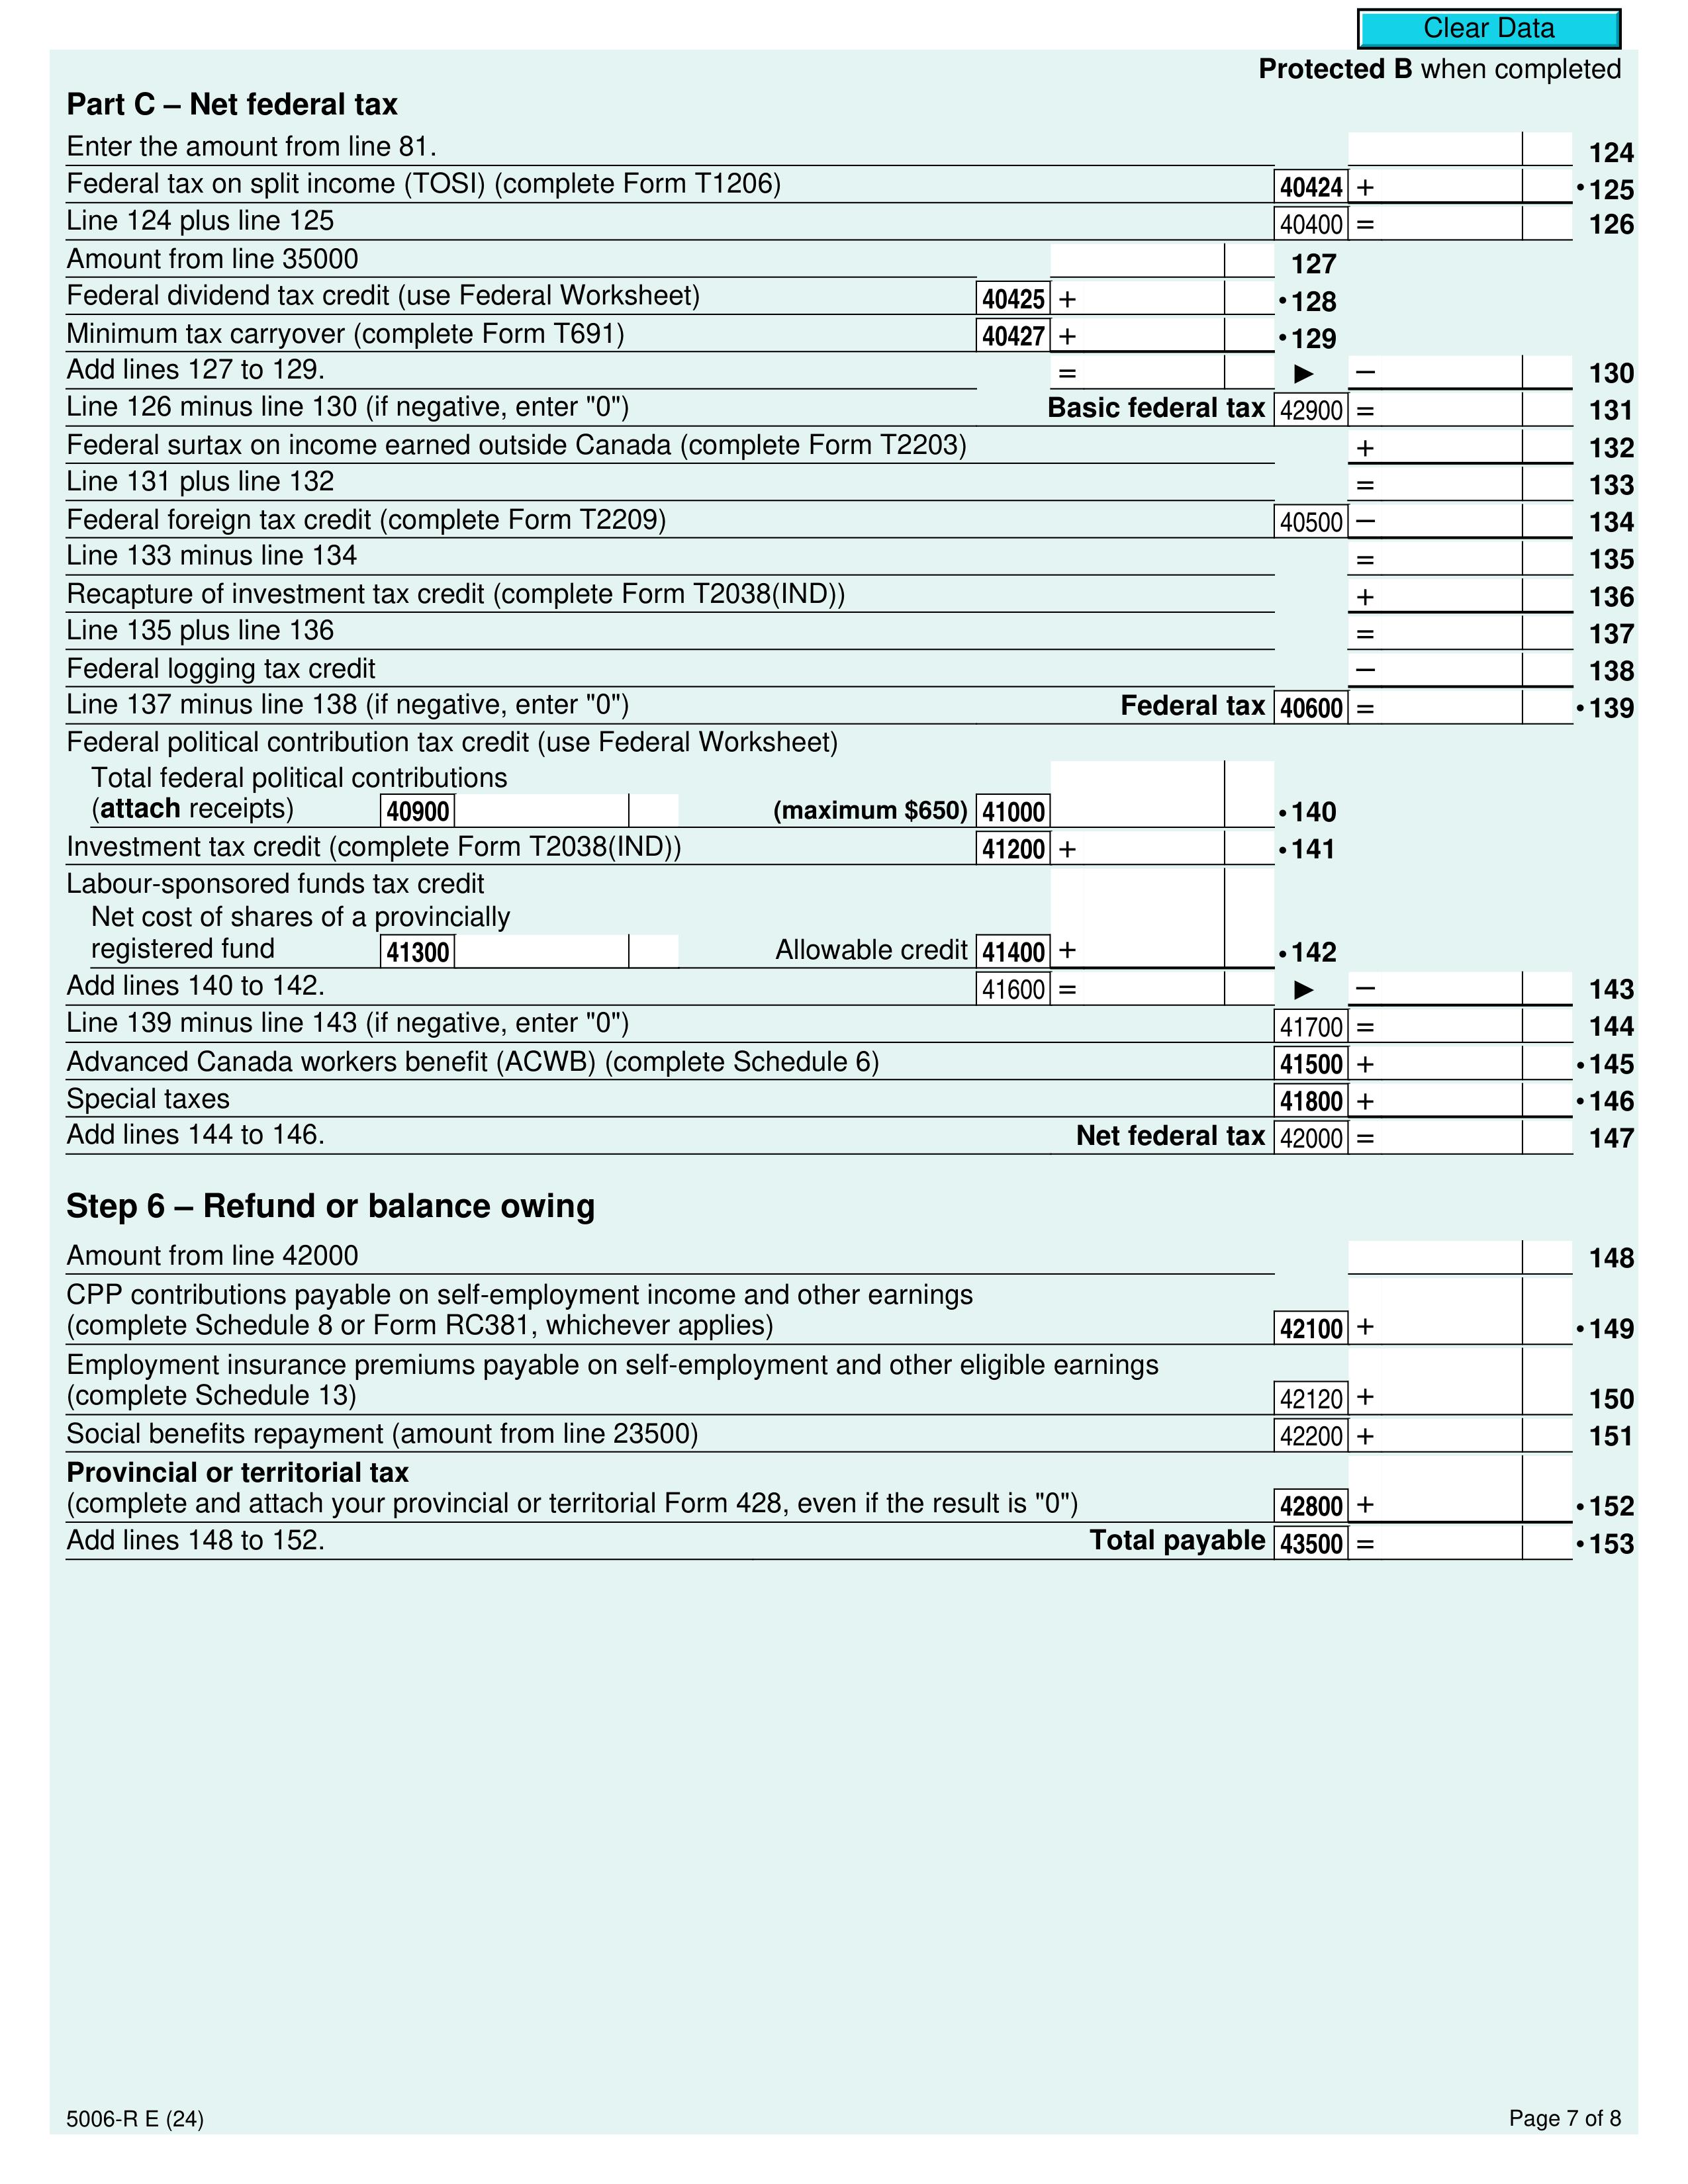 Clear Data
Protected B when completed
Part C – Net federal tax
Enter the amount from line 81. 124
Federal tax on split income (TOSI) (complete Form T1206) 40424 + •125
Line 124 plus line 125 40400 = 126
Amount from line 35000 127
Federal dividend tax credit (use Federal Worksheet) 40425 + •128
Minimum tax carryover (complete Form T691) 40427 + •129
Add lines 127 to 129. = ► – 130
Line 126 minus line 130 (if negative, enter "0") Basic federal tax 42900 = 131
Federal surtax on income earned outside Canada (complete Form T2203) + 132
Line 131 plus line 132 = 133
Federal foreign tax credit (complete Form T2209) 40500 – 134
Line 133 minus line 134 = 135
Recapture of investment tax credit (complete Form T2038(IND)) + 136
Line 135 plus line 136 = 137
Federal logging tax credit – 138
Line 137 minus line 138 (if negative, enter "0") Federal tax 40600 = •139
Federal political contribution tax credit (use Federal Worksheet)
Total federal political contributions
(attach receipts) 40900 (maximum $650) 41000 •140
Investment tax credit (complete Form T2038(IND)) 41200 + •141
Labour-sponsored funds tax credit
Net cost of shares of a provincially
registered fund 41300 Allowable credit 41400 + •142
Add lines 140 to 142. 41600 = ► – 143
Line 139 minus line 143 (if negative, enter "0") 41700 = 144
Advanced Canada workers benefit (ACWB) (complete Schedule 6) 41500 + •145
Special taxes 41800 + •146
Add lines 144 to 146. Net federal tax 42000 = 147
Step 6 – Refund or balance owing
Amount from line 42000 148
CPP contributions payable on self-employment income and other earnings
(complete Schedule 8 or Form RC381, whichever applies) 42100 + •149
Employment insurance premiums payable on self-employment and other eligible earnings
(complete Schedule 13) 42120 + 150
Social benefits repayment (amount from line 23500) 42200 + 151
Provincial or territorial tax
(complete and attach your provincial or territorial Form 428, even if the result is "0") 42800 + •152
Add lines 148 to 152. Total payable 43500 = •153
5006-R E (24) Page 7 of 8